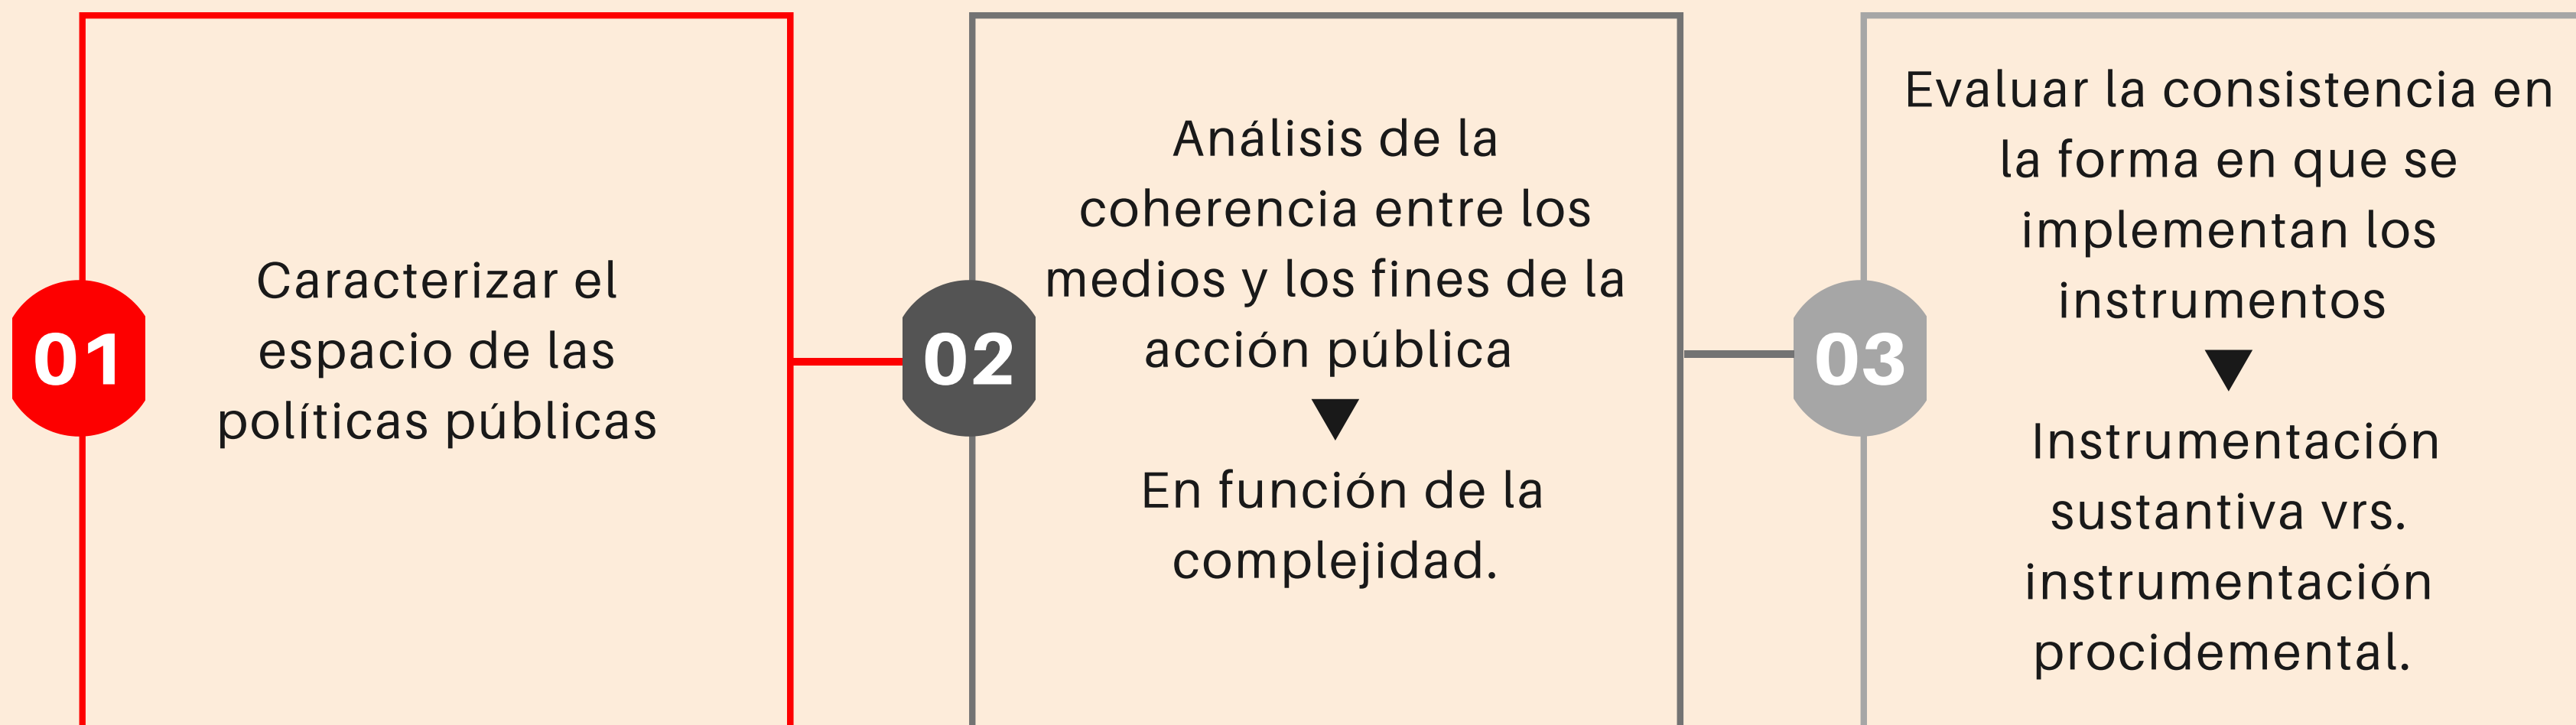 01
Caracterizar el
espacio de las
políticas públicas
02
Análisis de la
coherencia entre los
medios y los fines de la
acción pública
En función de la
complejidad.
03
Evaluar la consistencia en
la forma en que se
implementan los
instrumentos
Instrumentación
sustantiva vrs.
instrumentación
procidemental.